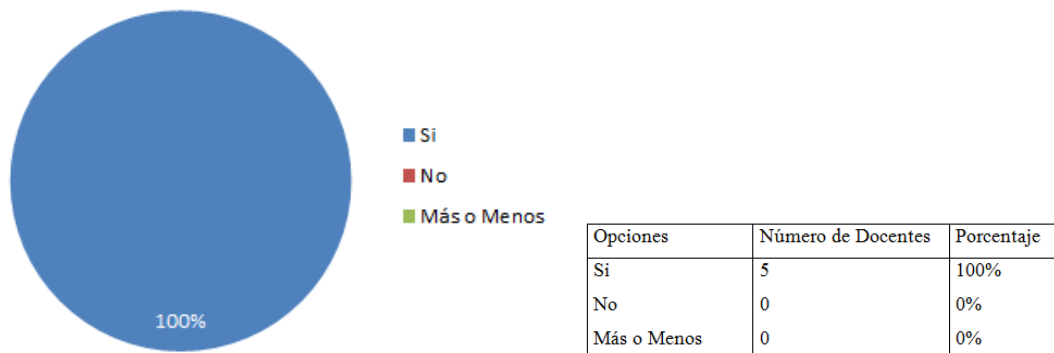 100%
Si
No
Más o Menos
Opciones Número de Docentes Porcentaje
Si 5 100%
No 0 0%
Más o Menos 0 0%